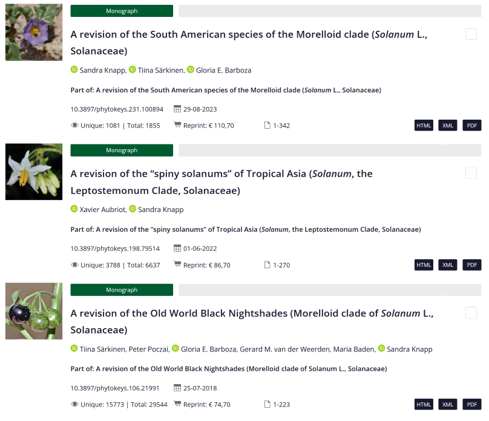 Monograph
A revision of the South American species of the Morelloid clade (Solanum L.,
Solanaceae)
Sandra Knapp, Tiina Särkinen, Gloria E. Barboza
Part of: A revision of the South American species of the Morelloid clade (Solanum L., Solanaceae)
10.3897/phytokeys.231.100894 29-08-2023
Unique: 1081 | Total: 1855 Reprint: € 110,70 1-342 HTML XML PDF
Monograph
A revision of the “spiny solanums” of Tropical Asia (Solanum, the
Leptostemonum Clade, Solanaceae)
Xavier Aubriot, Sandra Knapp
Part of: A revision of the “spiny solanums” of Tropical Asia (Solanum, the Leptostemonum Clade, Solanaceae)
10.3897/phytokeys.198.79514 01-06-2022
Unique: 3788 | Total: 6637 Reprint: € 86,70 1-270 HTML XML PDF
Monograph
A revision of the Old World Black Nightshades (Morelloid clade of Solanum L.,
Solanaceae)
Tiina Särkinen, Peter Poczai, Gloria E. Barboza, Gerard M. van der Weerden, Maria Baden, Sandra Knapp
Part of: A revision of the Old World Black Nightshades (Morelloid clade of Solanum L., Solanaceae)
10.3897/phytokeys.106.21991 25-07-2018
Unique: 15773 | Total: 29544 Reprint: € 74,70 1-223 HTML XML PDF